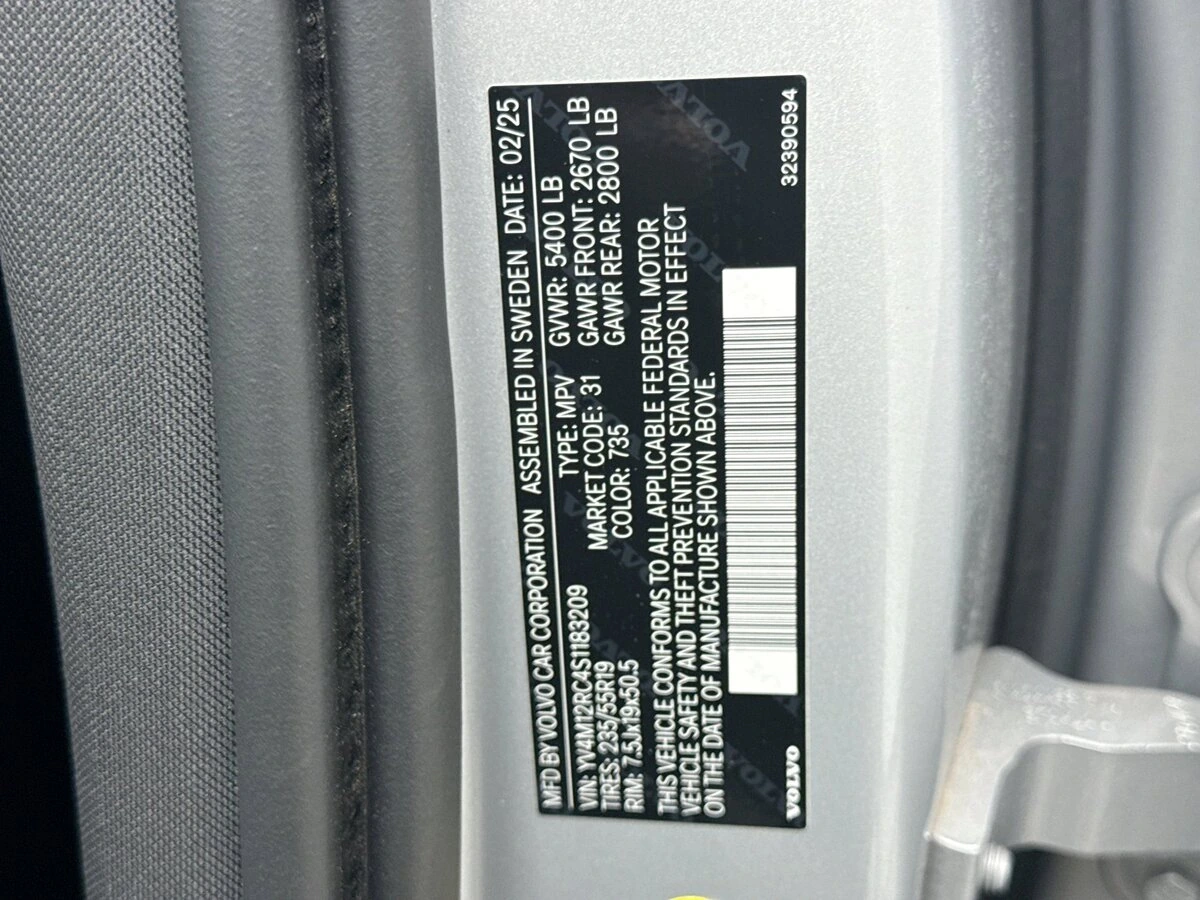 MFD BY VOLVO CAR CORPORATION ASSEMBLED IN SWEDEN DATE: 02/25
VIN: YV4M12RC4S1183209 TYPE: MPV GVWR: 5400 LB
TIRES: 235/55R19 MARKET CODE: 31 GAWR FRONT: 2670 LB
RIM: 7.5Jx19x50.5 COLOR: 735 GAWR REAR: 2800 LB
THIS VEHICLE CONFORMS TO ALL APPLICABLE FEDERAL MOTOR
VEHICLE SAFETY AND THEFT PREVENTION STANDARDS IN EFFECT
ON THE DATE OF MANUFACTURE SHOWN ABOVE.
VOLVO 32390594